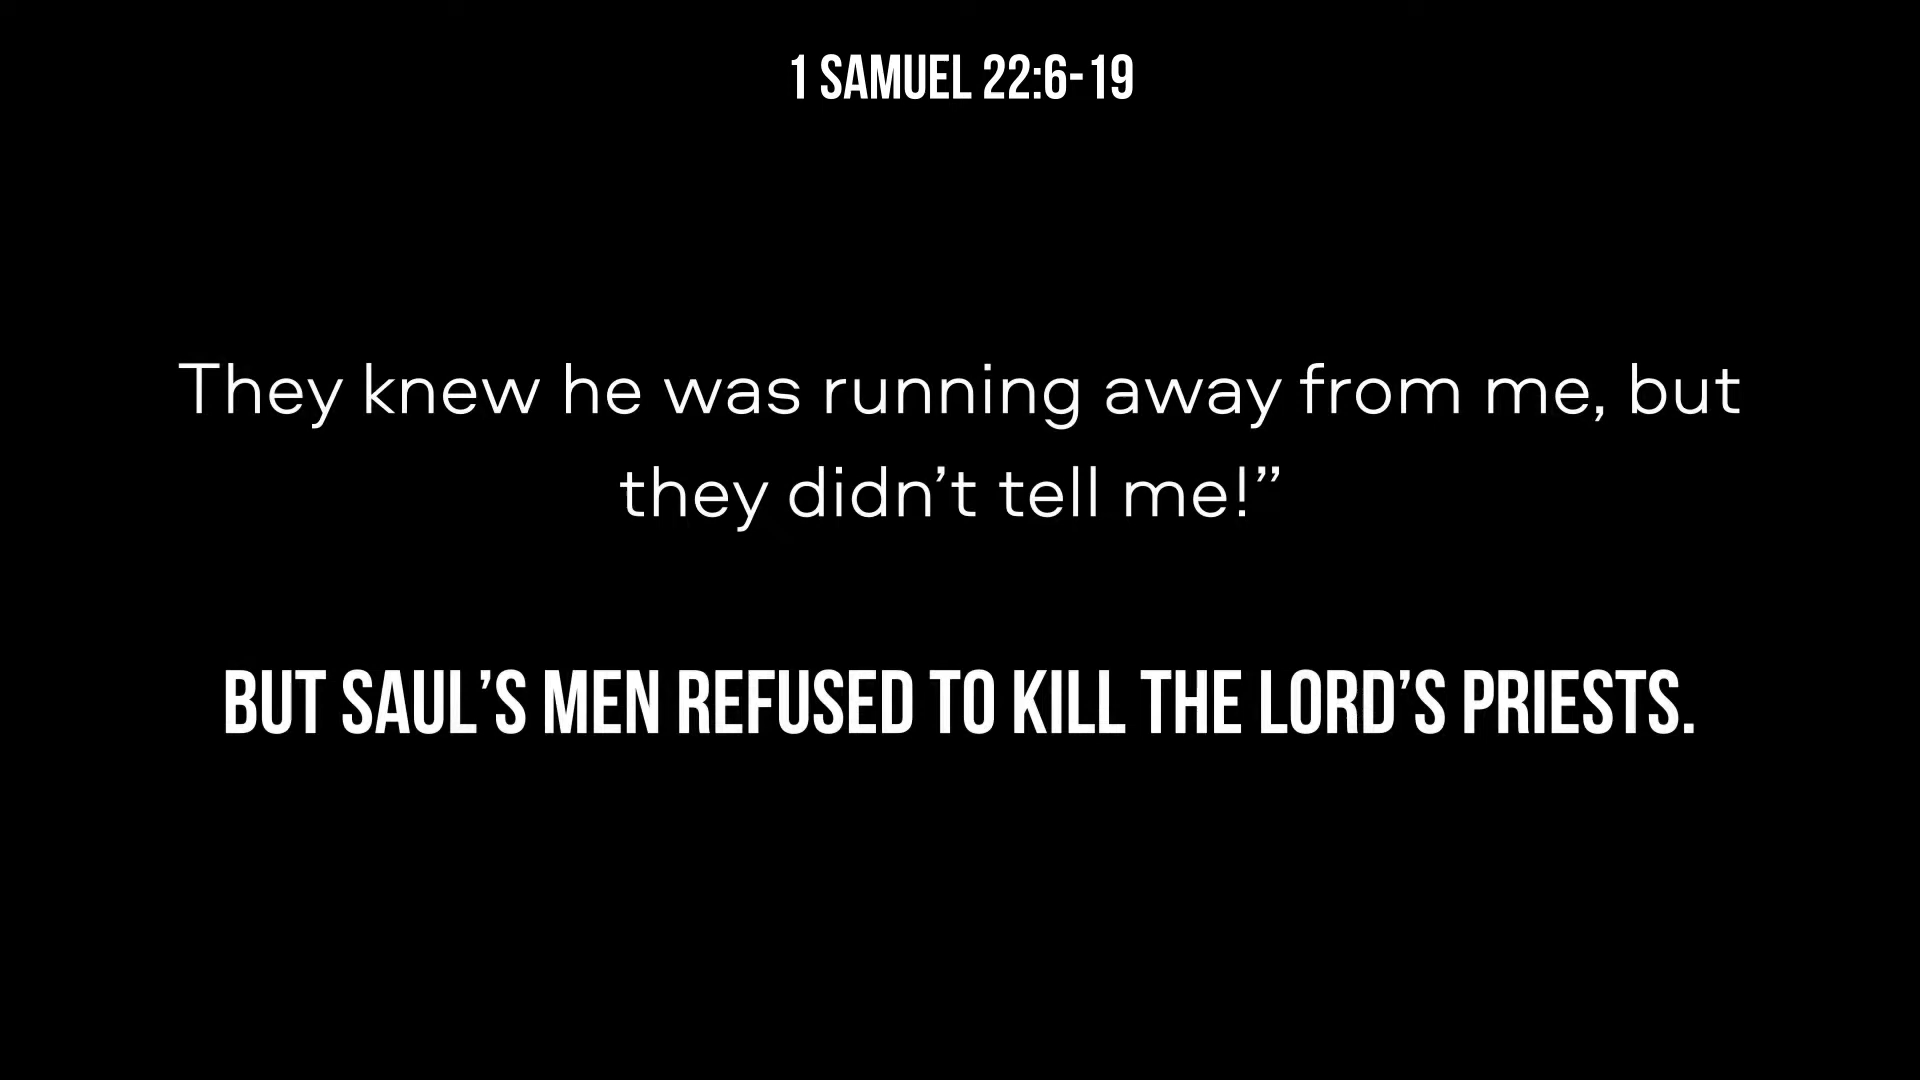 1 SAMUEL 22:6-19
They knew he was running away from me, but
they didn’t tell me!”
BUT SAUL’S MEN REFUSED TO KILL THE LORD’S PRIESTS.